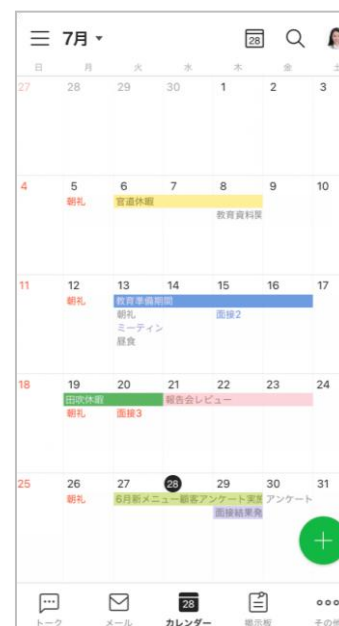 7月
28
日 月 火 水 木 金 土
27 28 29 30 1 2 3
4 5 6 7 8 9 10
朝礼 官道休暇
教育資料
11 12 13 14 15 16 17
朝礼 教育準備期間
朝礼 面接2
ミーティン
昼食
18 19 20 21 22 23 24
田吹休暇 報告会レビュー
朝礼 面接3
25 26 27 28 29 30 31
朝礼 6月新メニュー顧客アンケート実 アンケート
面接結果発
トーク メール 28 カレンダー 掲示板 その他